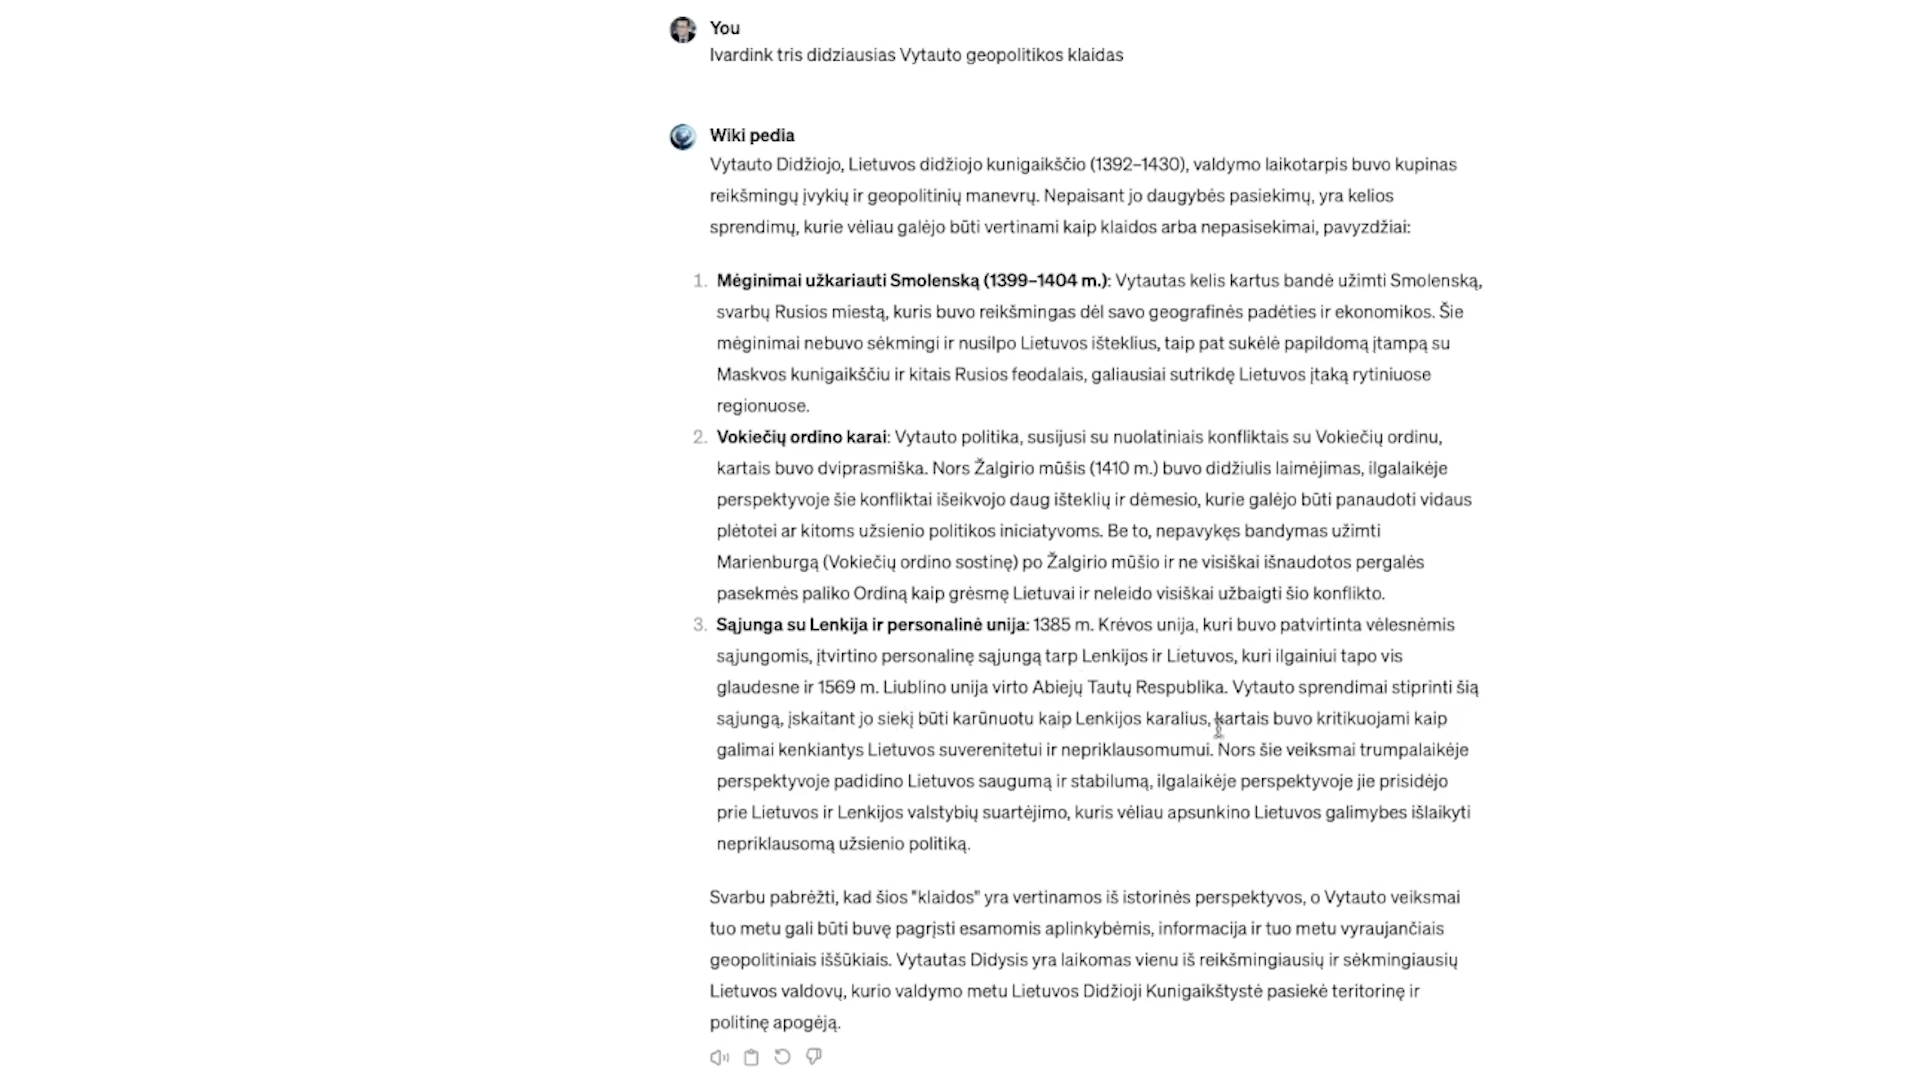 You
Ivardink tris didziausias Vytauto geopolitikos klaidas
Wiki pedia
Vytauto Didžiojo, Lietuvos didžiojo kunigaikščio (1392–1430), valdymo laikotarpis buvo kupinas
reikšmingų įvykių ir geopolitinių manevrų. Nepaisant jo daugybės pasiekimų, yra kelios
sprendimų, kurie vėliau galėjo būti vertinami kaip klaidos arba nepasisekimai, pavyzdžiai:
1. Mėginimai užkariauti Smolenską (1399–1404 m.): Vytautas kelis kartus bandė užimti Smolenską,
svarbų Rusios miestą, kuris buvo reikšmingas dėl savo geografinės padėties ir ekonomikos. Šie
mėginimai nebuvo sėkmingi ir nusilpo Lietuvos išteklius, taip pat sukėlė papildomą įtampą su
Maskvos kunigaikščiu ir kitais Rusios feodalais, galiausiai sutrikdę Lietuvos įtaką rytiniuose
regionuose.
2. Vokiečių ordino karai: Vytauto politika, susijusi su nuolatiniais konfliktais su Vokiečių ordinu,
kartais buvo dviprasmiška. Nors Žalgirio mūšis (1410 m.) buvo didžiulis laimėjimas, ilgalaikėje
perspektyvoje šie konfliktai išeikvojo daug išteklių ir dėmesio, kurie galėjo būti panaudoti vidaus
plėtotei ar kitoms užsienio politikos iniciatyvoms. Be to, nepavykęs bandymas užimti
Marienburgą (Vokiečių ordino sostinę) po Žalgirio mūšio ir ne visiškai išnaudotos pergalės
pasekmės paliko Ordiną kaip grėsmę Lietuvai ir neleido visiškai užbaigti šio konflikto.
3. Sąjunga su Lenkija ir personalinė unija: 1385 m. Krėvos unija, kuri buvo patvirtinta vėlesnėmis
sąjungomis, įtvirtino personalinę sąjungą tarp Lenkijos ir Lietuvos, kuri ilgainiui tapo vis
glaudesne ir 1569 m. Liublino unija virto Abiejų Tautų Respublika. Vytauto sprendimai stiprinti šią
sąjungą, įskaitant jo siekį būti karūnuotu kaip Lenkijos karalius, kartais buvo kritikuojami kaip
galimai kenkiantys Lietuvos suverenitetui ir nepriklausomumui. Nors šie veiksmai trumpalaikėje
perspektyvoje padidino Lietuvos saugumą ir stabilumą, ilgalaikėje perspektyvoje jie prisidėjo
prie Lietuvos ir Lenkijos valstybių suartėjimo, kuris vėliau apsunkino Lietuvos galimybes išlaikyti
nepriklausomą užsienio politiką.
Svarbu pabrėžti, kad šios "klaidos" yra vertinamos iš istorinės perspektyvos, o Vytauto veiksmai
tuo metu gali būti buvę pagrįsti esamomis aplinkybėmis, informacija ir tuo metu vyraujančiais
geopolitiniais iššūkiais. Vytautas Didysis yra laikomas vienu iš reikšmingiausių ir sėkmingiausių
Lietuvos valdovų, kurio valdymo metu Lietuvos Didžioji Kunigaikštystė pasiekė teritorinę ir
politinę apogėją.